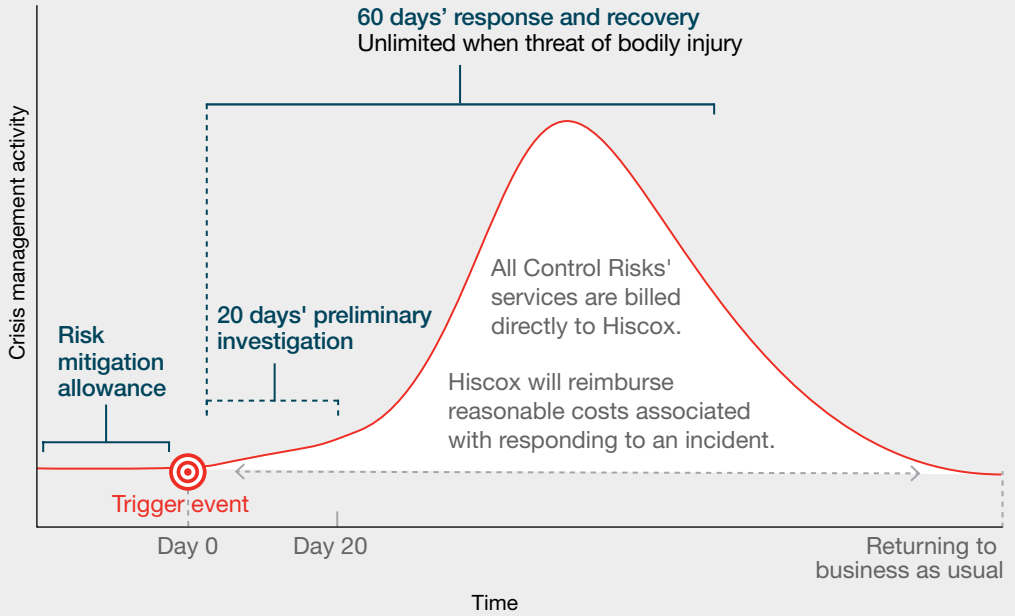 60 days’ response and recovery
Unlimited when threat of bodily injury
Crisis management activity
20 days' preliminary
investigation
Risk
mitigation
allowance
All Control Risks'
services are billed
directly to Hiscox.
Hiscox will reimburse
reasonable costs associated
with responding to an incident.
Trigger event
Day 0
Day 20
Returning to
business as usual
Time